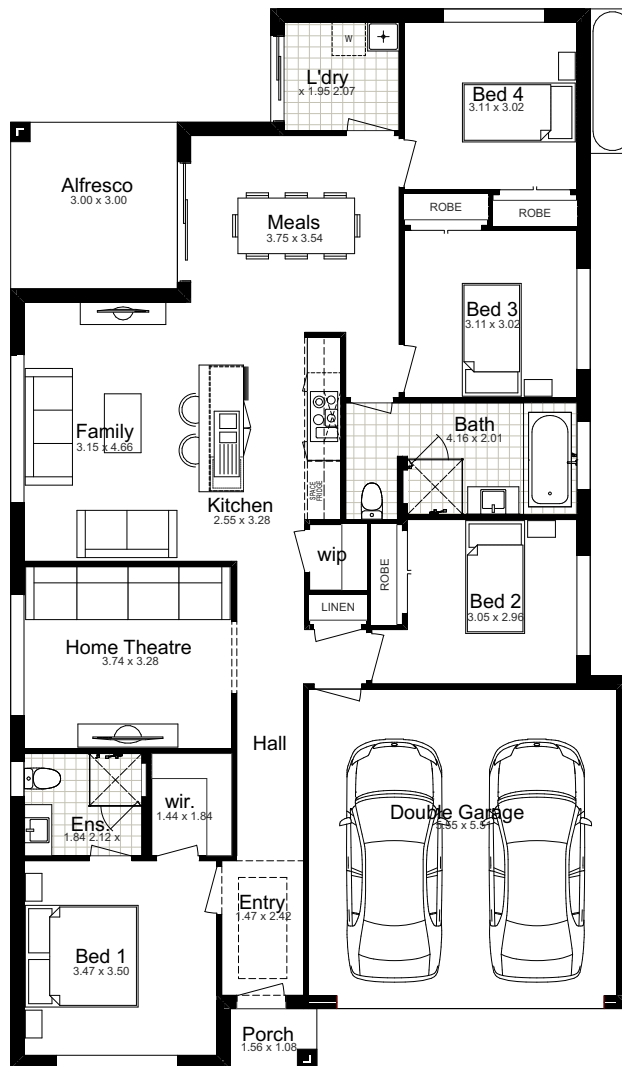 W
L'dry
x 1.95 2.07
Bed 4
3.11 x 3.02
Alfresco
3.00 x 3.00
ROBE
ROBE
Meals
3.75 x 3.54
Bed 3
3.11 x 3.02
Family
3.15 x 4.66
Bath
4.16 x 2.01
SPACE
FRIDGE
Kitchen
2.55 x 3.28
wip
ROBE
LINEN
Bed 2
3.05 x 2.96
Home Theatre
3.74 x 3.28
Hall
wir.
1.44 x 1.84
Ens.
1.84 2.12 x
Double Garage
5.55 x 5.51
Entry
1.47 x 2.42
Bed 1
3.47 x 3.50
Porch
1.56 x 1.08